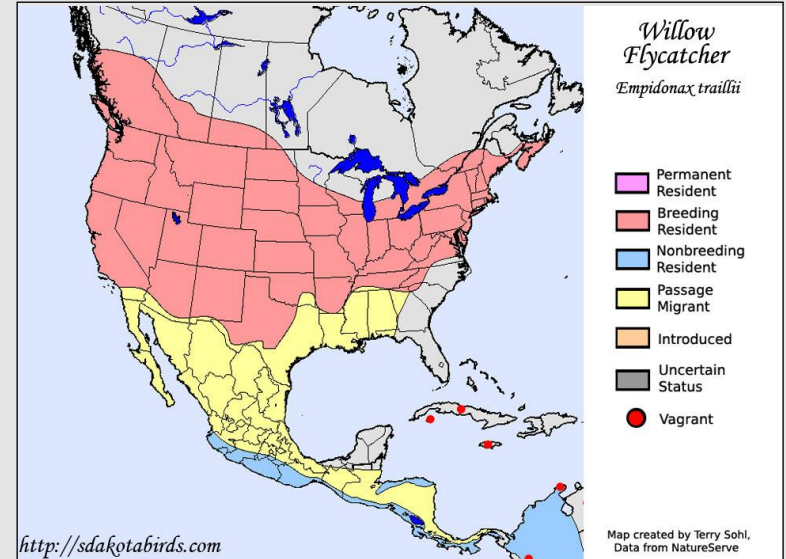 Willow
Flycatcher
Empidonax traillii
Permanent
Resident
Breeding
Resident
Nonbreeding
Resident
Passage
Migrant
Introduced
Uncertain
Status
Vagrant
http://sdakotabirds.com
Map created by Terry Sohl,
Data from NatureServe